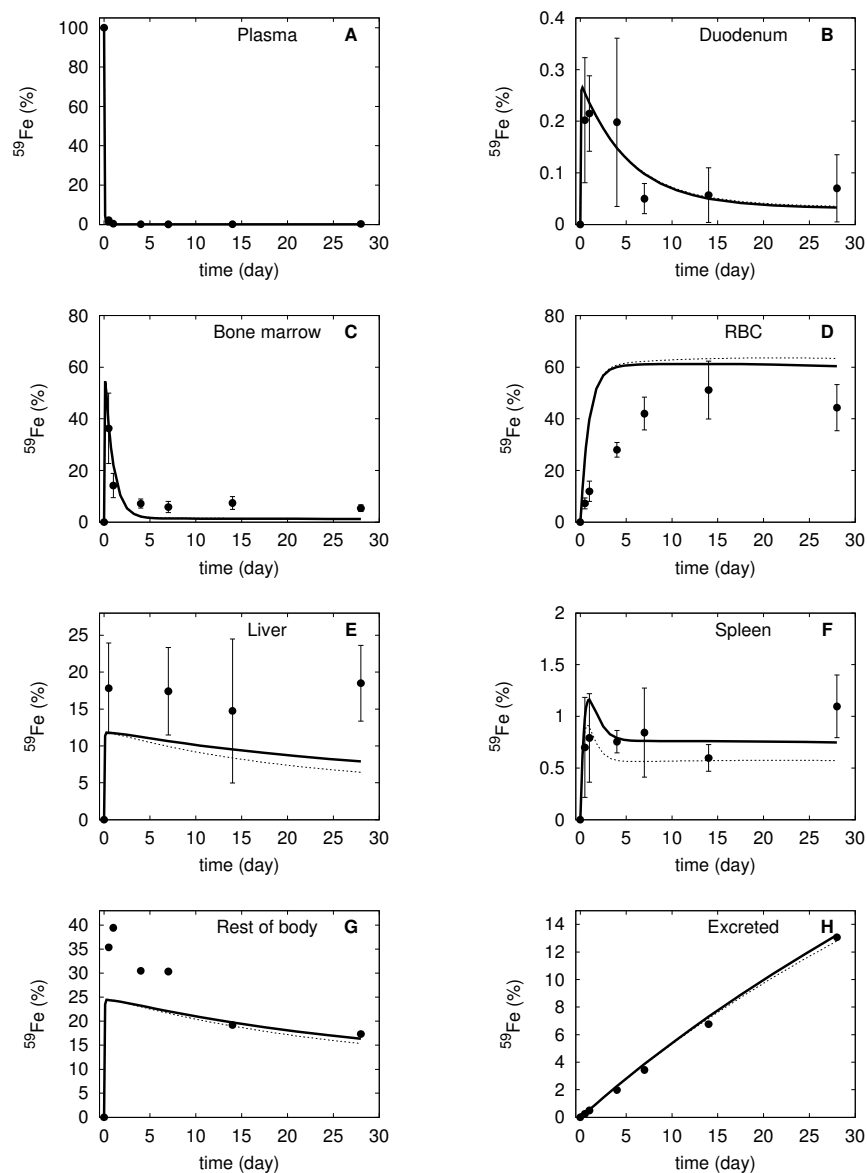 Plasma A
⁵⁹Fe (%)
100
80
60
40
20
0
0 5 10 15 20 25 30
time (day)
Duodenum B
⁵⁹Fe (%)
0.4
0.3
0.2
0.1
0
0 5 10 15 20 25 30
time (day)
Bone marrow C
⁵⁹Fe (%)
80
60
40
20
0
0 5 10 15 20 25 30
time (day)
RBC D
⁵⁹Fe (%)
80
60
40
20
0
0 5 10 15 20 25 30
time (day)
Liver E
⁵⁹Fe (%)
25
20
15
10
5
0
0 5 10 15 20 25 30
time (day)
Spleen F
⁵⁹Fe (%)
2
1.5
1
0.5
0
0 5 10 15 20 25 30
time (day)
Rest of body G
⁵⁹Fe (%)
40
35
30
25
20
15
10
5
0
0 5 10 15 20 25 30
time (day)
Excreted H
⁵⁹Fe (%)
14
12
10
8
6
4
2
0
0 5 10 15 20 25 30
time (day)